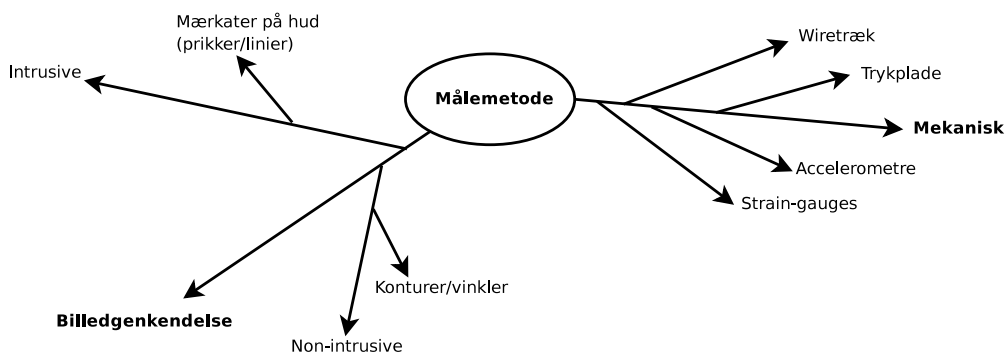 Mærkater på hud
(prikker/linier)
Intrusive
Målemetode
Wiretræk
Trykplade
Mekanisk
Accelerometre
Strain-gauges
Konturer/vinkler
Billedgenkendelse
Non-intrusive